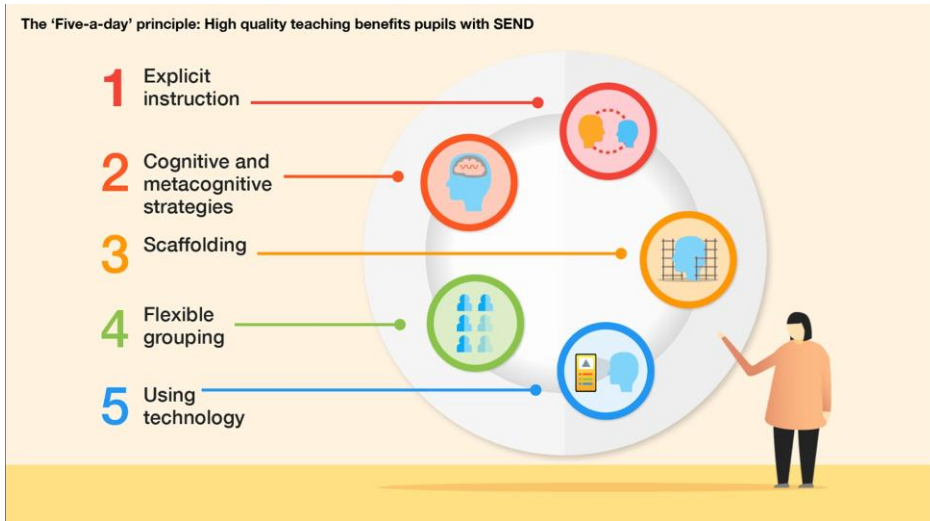 The ‘Five-a-day’ principle: High quality teaching benefits pupils with SEND
1
Explicit
instruction
2
Cognitive and
metacognitive
strategies
3
Scaffolding
4
Flexible
grouping
5
Using
technology